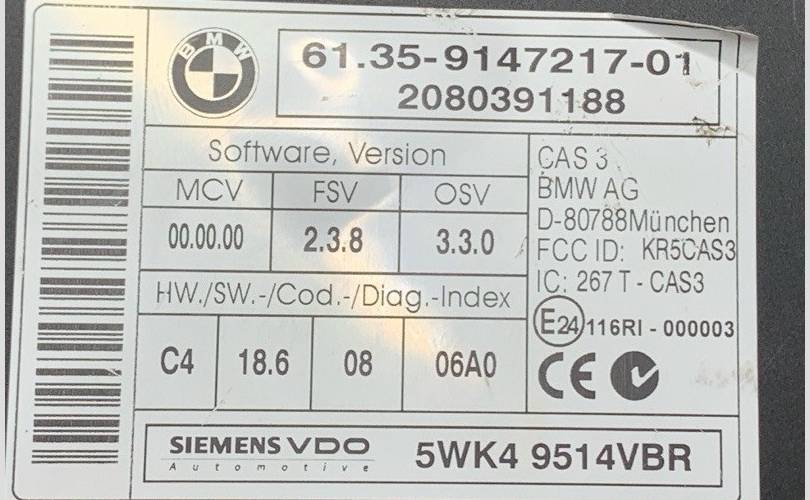 BMW
61.35-9147217-01
2080391188
Software, Version
MCV FSV OSV
00.00.00 2.3.8 3.3.0
HW./SW.-/Cod.-/Diag.-Index
C4 18.6 08 06A0
CAS 3
BMW AG
D-80788München
FCC ID: KR5CAS3
IC: 267 T - CAS3
E24 116RI - 000003
CE
SIEMENS VDO
Automotive
5WK4 9514VBR